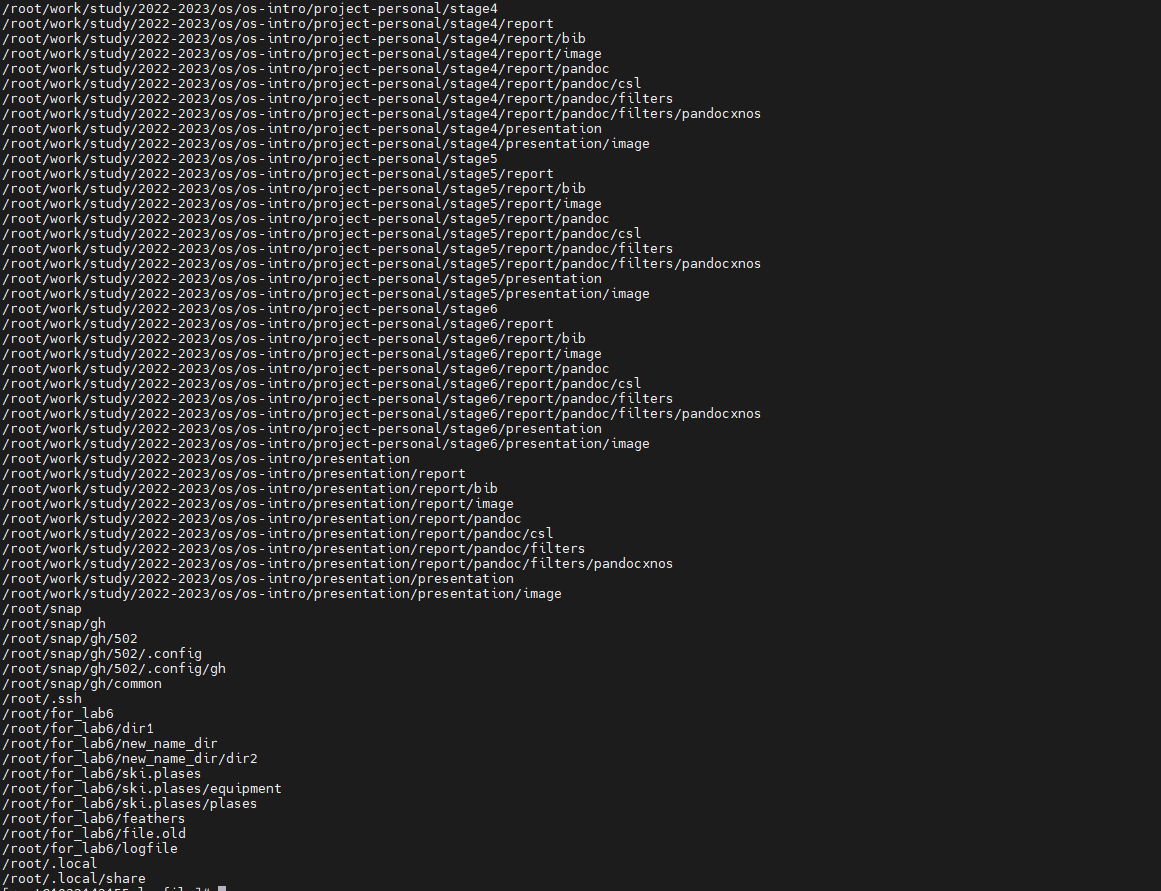 /root/work/study/2022-2023/os/os-intro/project-personal/stage4
/root/work/study/2022-2023/os/os-intro/project-personal/stage4/report
/root/work/study/2022-2023/os/os-intro/project-personal/stage4/report/bib
/root/work/study/2022-2023/os/os-intro/project-personal/stage4/report/image
/root/work/study/2022-2023/os/os-intro/project-personal/stage4/report/pandoc
/root/work/study/2022-2023/os/os-intro/project-personal/stage4/report/pandoc/csl
/root/work/study/2022-2023/os/os-intro/project-personal/stage4/report/pandoc/filters
/root/work/study/2022-2023/os/os-intro/project-personal/stage4/report/pandoc/filters/pandocxnos
/root/work/study/2022-2023/os/os-intro/project-personal/stage4/presentation
/root/work/study/2022-2023/os/os-intro/project-personal/stage4/presentation/image
/root/work/study/2022-2023/os/os-intro/project-personal/stage5
/root/work/study/2022-2023/os/os-intro/project-personal/stage5/report
/root/work/study/2022-2023/os/os-intro/project-personal/stage5/report/bib
/root/work/study/2022-2023/os/os-intro/project-personal/stage5/report/image
/root/work/study/2022-2023/os/os-intro/project-personal/stage5/report/pandoc
/root/work/study/2022-2023/os/os-intro/project-personal/stage5/report/pandoc/csl
/root/work/study/2022-2023/os/os-intro/project-personal/stage5/report/pandoc/filters
/root/work/study/2022-2023/os/os-intro/project-personal/stage5/report/pandoc/filters/pandocxnos
/root/work/study/2022-2023/os/os-intro/project-personal/stage5/presentation
/root/work/study/2022-2023/os/os-intro/project-personal/stage5/presentation/image
/root/work/study/2022-2023/os/os-intro/project-personal/stage6
/root/work/study/2022-2023/os/os-intro/project-personal/stage6/report
/root/work/study/2022-2023/os/os-intro/project-personal/stage6/report/bib
/root/work/study/2022-2023/os/os-intro/project-personal/stage6/report/image
/root/work/study/2022-2023/os/os-intro/project-personal/stage6/report/pandoc
/root/work/study/2022-2023/os/os-intro/project-personal/stage6/report/pandoc/csl
/root/work/study/2022-2023/os/os-intro/project-personal/stage6/report/pandoc/filters
/root/work/study/2022-2023/os/os-intro/project-personal/stage6/report/pandoc/filters/pandocxnos
/root/work/study/2022-2023/os/os-intro/project-personal/stage6/presentation
/root/work/study/2022-2023/os/os-intro/project-personal/stage6/presentation/image
/root/work/study/2022-2023/os/os-intro/presentation
/root/work/study/2022-2023/os/os-intro/presentation/report
/root/work/study/2022-2023/os/os-intro/presentation/report/bib
/root/work/study/2022-2023/os/os-intro/presentation/report/image
/root/work/study/2022-2023/os/os-intro/presentation/report/pandoc
/root/work/study/2022-2023/os/os-intro/presentation/report/pandoc/csl
/root/work/study/2022-2023/os/os-intro/presentation/report/pandoc/filters
/root/work/study/2022-2023/os/os-intro/presentation/report/pandoc/filters/pandocxnos
/root/work/study/2022-2023/os/os-intro/presentation/presentation
/root/work/study/2022-2023/os/os-intro/presentation/presentation/image
/root/snap
/root/snap/gh
/root/snap/gh/502
/root/snap/gh/502/.config
/root/snap/gh/502/.config/gh
/root/snap/gh/common
/root/.ssh
/root/for_lab6
/root/for_lab6/dir1
/root/for_lab6/new_name_dir
/root/for_lab6/new_name_dir/dir2
/root/for_lab6/ski.plases
/root/for_lab6/ski.plases/equipment
/root/for_lab6/ski.plases/plases
/root/for_lab6/feathers
/root/for_lab6/file.old
/root/for_lab6/logfile
/root/.local
/root/.local/share